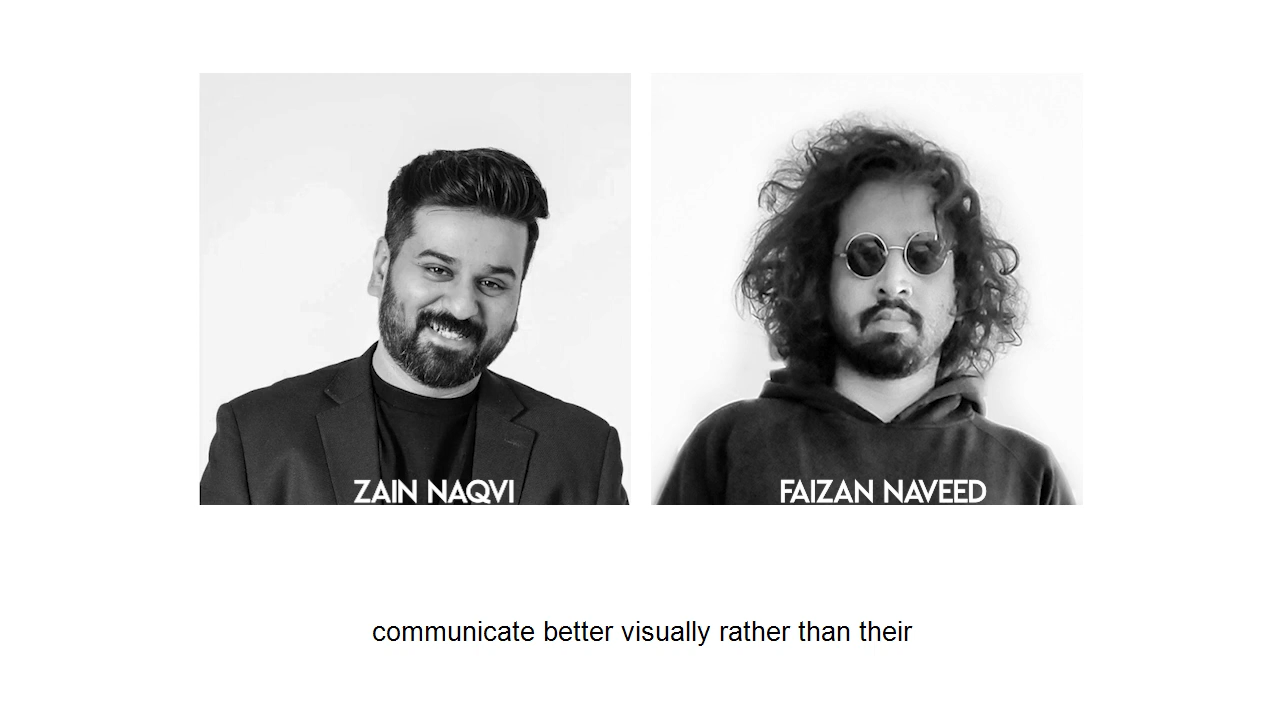 ZAIN NAQVI
FAIZAN NAVEED
communicate better visually rather than their